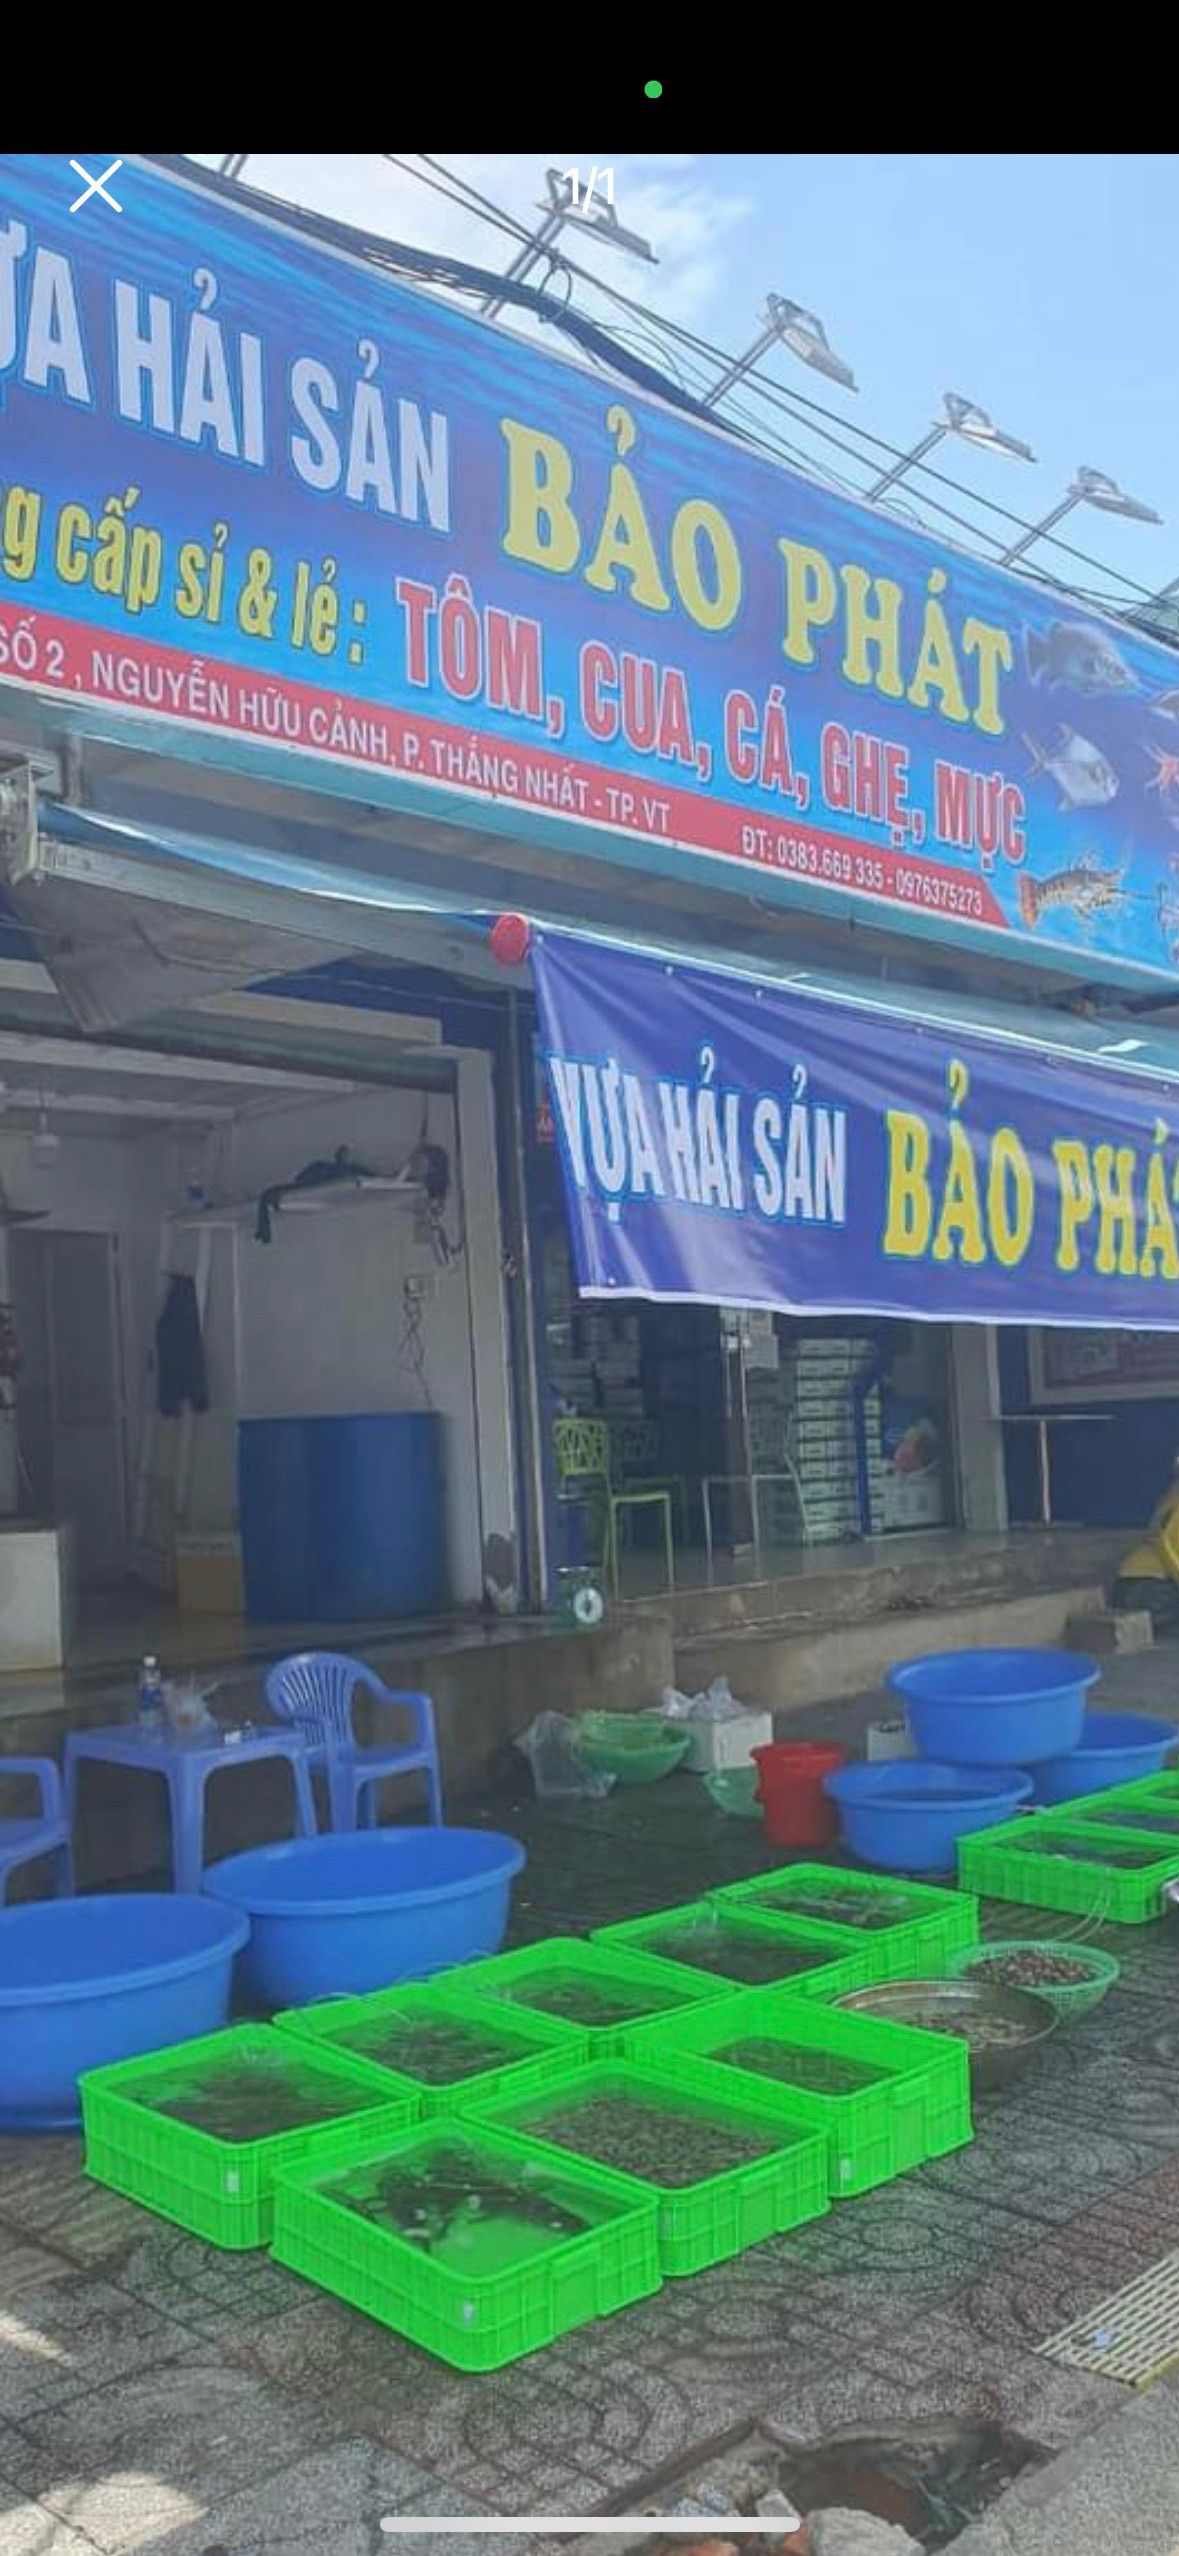 1/1
ỰA HẢI SẢN BẢO PHÁT
g cấp sỉ & lẻ : TÔM, CUA, CÁ, GHẸ, MỰC
SỐ 2 , NGUYỄN HỮU CẢNH, P. THẮNG NHẤT - TP. VT ĐT: 0383.669 335 - 0976375273
VỰA HẢI SẢN BẢO PHÁ